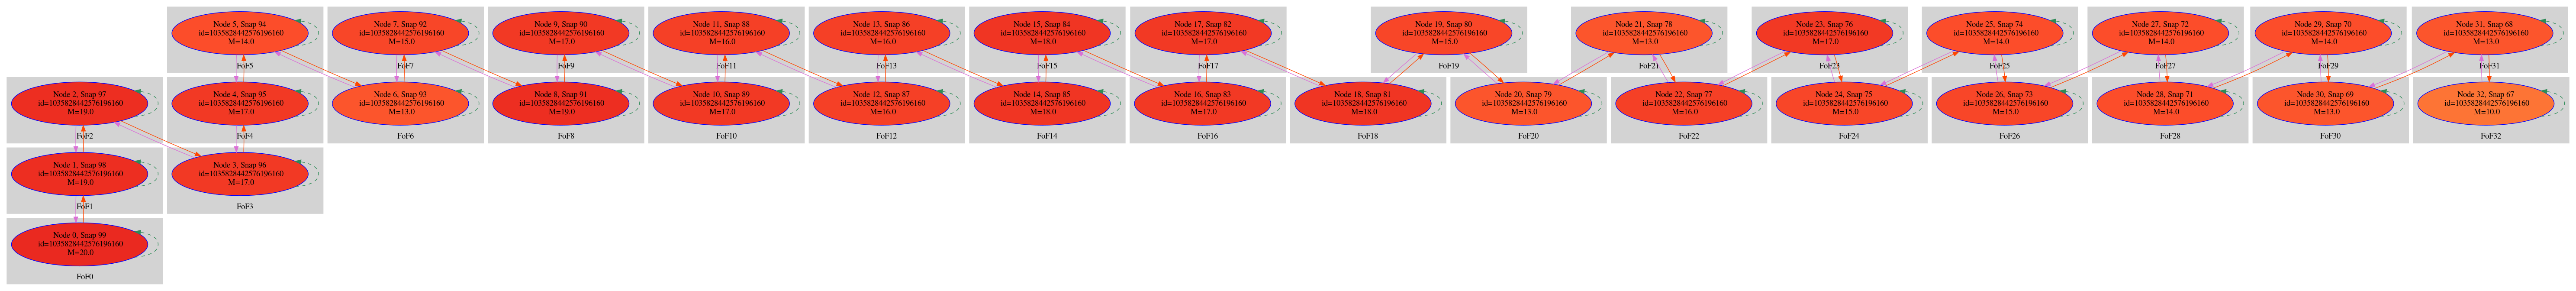 Node 5, Snap 94
id=1035828442576196160
M=14.0
FoF5
Node 7, Snap 92
id=1035828442576196160
M=15.0
FoF7
Node 9, Snap 90
id=1035828442576196160
M=17.0
FoF9
Node 11, Snap 88
id=1035828442576196160
M=16.0
FoF11
Node 13, Snap 86
id=1035828442576196160
M=16.0
FoF13
Node 15, Snap 84
id=1035828442576196160
M=18.0
FoF15
Node 17, Snap 82
id=1035828442576196160
M=17.0
FoF17
Node 19, Snap 80
id=1035828442576196160
M=15.0
FoF19
Node 21, Snap 78
id=1035828442576196160
M=13.0
FoF21
Node 23, Snap 76
id=1035828442576196160
M=17.0
FoF23
Node 25, Snap 74
id=1035828442576196160
M=14.0
FoF25
Node 27, Snap 72
id=1035828442576196160
M=14.0
FoF27
Node 29, Snap 70
id=1035828442576196160
M=14.0
FoF29
Node 31, Snap 68
id=1035828442576196160
M=13.0
FoF31
Node 2, Snap 97
id=1035828442576196160
M=19.0
FoF2
Node 4, Snap 95
id=1035828442576196160
M=17.0
FoF4
Node 6, Snap 93
id=1035828442576196160
M=13.0
FoF6
Node 8, Snap 91
id=1035828442576196160
M=19.0
FoF8
Node 10, Snap 89
id=1035828442576196160
M=17.0
FoF10
Node 12, Snap 87
id=1035828442576196160
M=16.0
FoF12
Node 14, Snap 85
id=1035828442576196160
M=18.0
FoF14
Node 16, Snap 83
id=1035828442576196160
M=17.0
FoF16
Node 18, Snap 81
id=1035828442576196160
M=18.0
FoF18
Node 20, Snap 79
id=1035828442576196160
M=13.0
FoF20
Node 22, Snap 77
id=1035828442576196160
M=16.0
FoF22
Node 24, Snap 75
id=1035828442576196160
M=15.0
FoF24
Node 26, Snap 73
id=1035828442576196160
M=15.0
FoF26
Node 28, Snap 71
id=1035828442576196160
M=14.0
FoF28
Node 30, Snap 69
id=1035828442576196160
M=13.0
FoF30
Node 32, Snap 67
id=1035828442576196160
M=10.0
FoF32
Node 1, Snap 98
id=1035828442576196160
M=19.0
FoF1
Node 3, Snap 96
id=1035828442576196160
M=17.0
FoF3
Node 0, Snap 99
id=1035828442576196160
M=20.0
FoF0